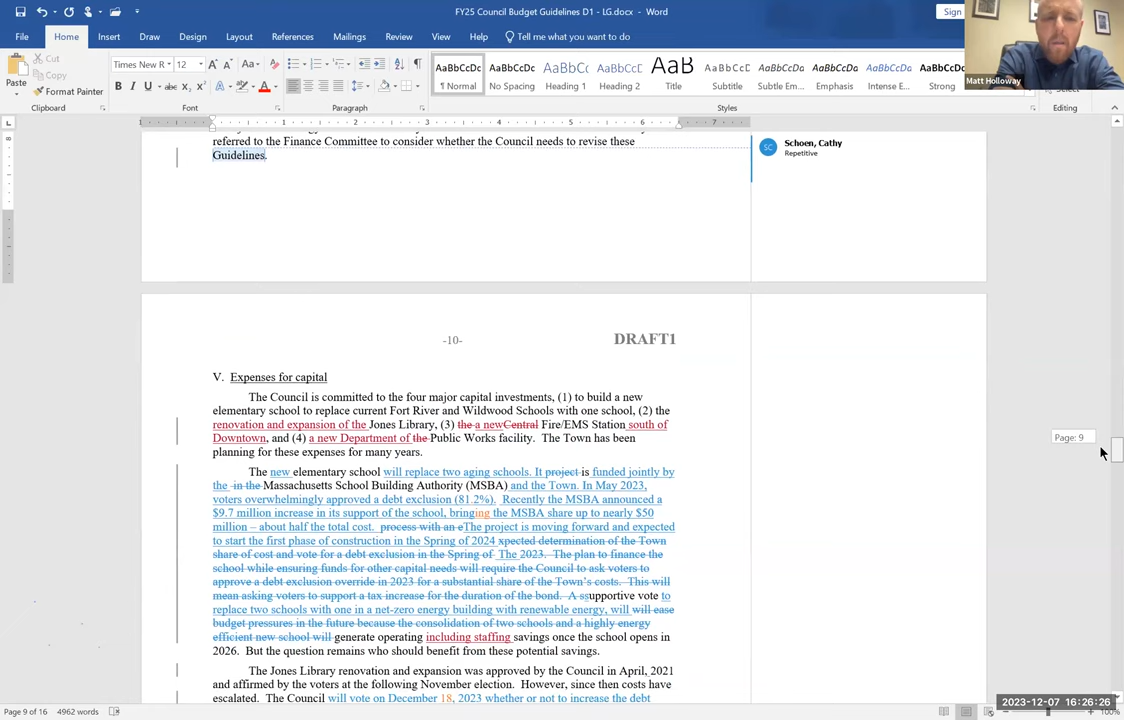 FY25 Council Budget Guidelines D1 - LG.docx - Word
Sign
File Home Insert Draw Design Layout References Mailings Review View Help Tell me what you want to do
Matt Holloway
Paste
Cut
Copy
Format Painter
Times New R 12
AaBbCcDc AaBbCcDc AaBbCc AaBbCcD AaB AaBbCcD AaBbCcDa AaBbCcDa AaBbCcDa AaBbCcDc
¶ Normal No Spacing Heading 1 Heading 2 Title Subtitle Subtle Em... Emphasis Intense E... Strong
Clipboard Font Paragraph Styles Editing
referred to the Finance Committee to consider whether the Council needs to revise these
Guidelines.
SC Schoen, Cathy
Repetitive
-10- DRAFT1
V. Expenses for capital
The Council is committed to the four major capital investments, (1) to build a new
elementary school to replace current Fort River and Wildwood Schools with one school, (2) the
renovation and expansion of the Jones Library, (3) the a newCentral Fire/EMS Station south of
Downtown, and (4) a new Department of the Public Works facility. The Town has been
planning for these expenses for many years.
The new elementary school will replace two aging schools. It project is funded jointly by
the in the Massachusetts School Building Authority (MSBA) and the Town. In May 2023,
voters overwhelmingly approved a debt exclusion (81.2%). Recently the MSBA announced a
$9.7 million increase in its support of the school, bringing the MSBA share up to nearly $50
million – about half the total cost. process with an eThe project is moving forward and expected
to start the first phase of construction in the Spring of 2024 xpected determination of the Town
share of cost and vote for a debt exclusion in the Spring of The 2023. The plan to finance the
school while ensuring funds for other capital needs will require the Council to ask voters to
approve a debt exclusion override in 2023 for a substantial share of the Town's costs. This will
mean asking voters to support a tax increase for the duration of the bond. A ssupportive vote to
replace two schools with one in a net-zero energy building with renewable energy, will will ease
budget pressures in the future because the consolidation of two schools and a highly energy
efficient new school will generate operating including staffing savings once the school opens in
2026. But the question remains who should benefit from these potential savings.
The Jones Library renovation and expansion was approved by the Council in April, 2021
and affirmed by the voters at the following November election. However, since then costs have
escalated. The Council will vote on December 18, 2023 whether or not to increase the debt
Page: 9
Page 9 of 16 4962 words
2023-12-07 16:26:26
100%